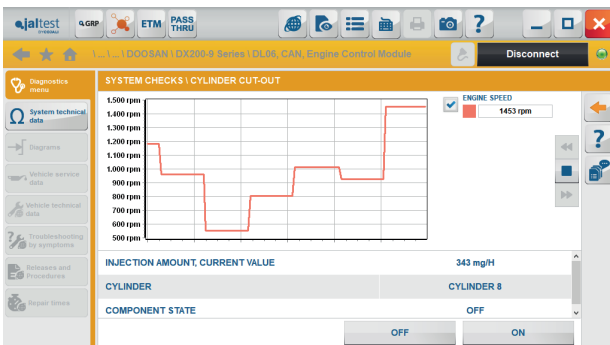 ajaltest
GRP
ETM
PASS
THRU
?
\ ... \ ... \ DOOSAN \ DX200-9 Series \ DL06, CAN, Engine Control Module
Disconnect
Diagnostics
menu
System technical
data
Diagrams
Vehicle service
data
Vehicle technical
data
Troubleshooting
by symptoms
Releases and
Procedures
Repair times
SYSTEM CHECKS \ CYLINDER CUT-OUT
1.500 rpm
1.400 rpm
1.300 rpm
1.200 rpm
1.100 rpm
1.000 rpm
900 rpm
800 rpm
700 rpm
600 rpm
500 rpm
ENGINE SPEED
1453 rpm
?
INJECTION AMOUNT, CURRENT VALUE 343 mg/H
CYLINDER CYLINDER 8
COMPONENT STATE OFF
OFF ON